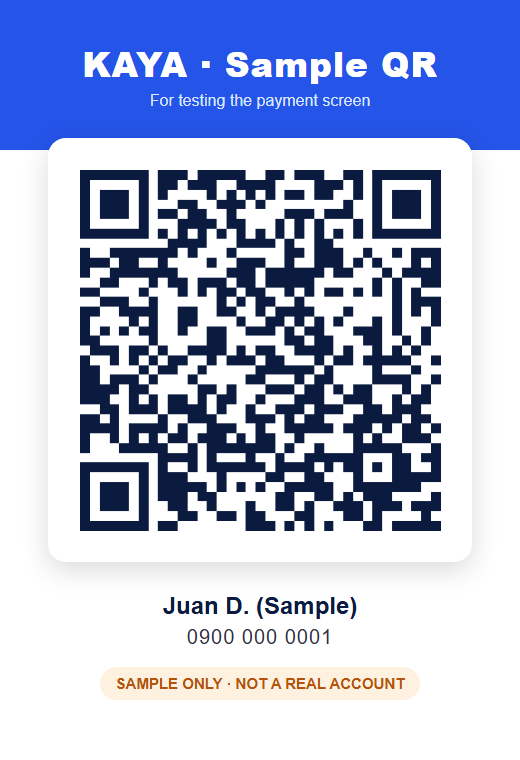 KAYA · Sample QR
For testing the payment screen
Juan D. (Sample)
0900 000 0001
SAMPLE ONLY · NOT A REAL ACCOUNT